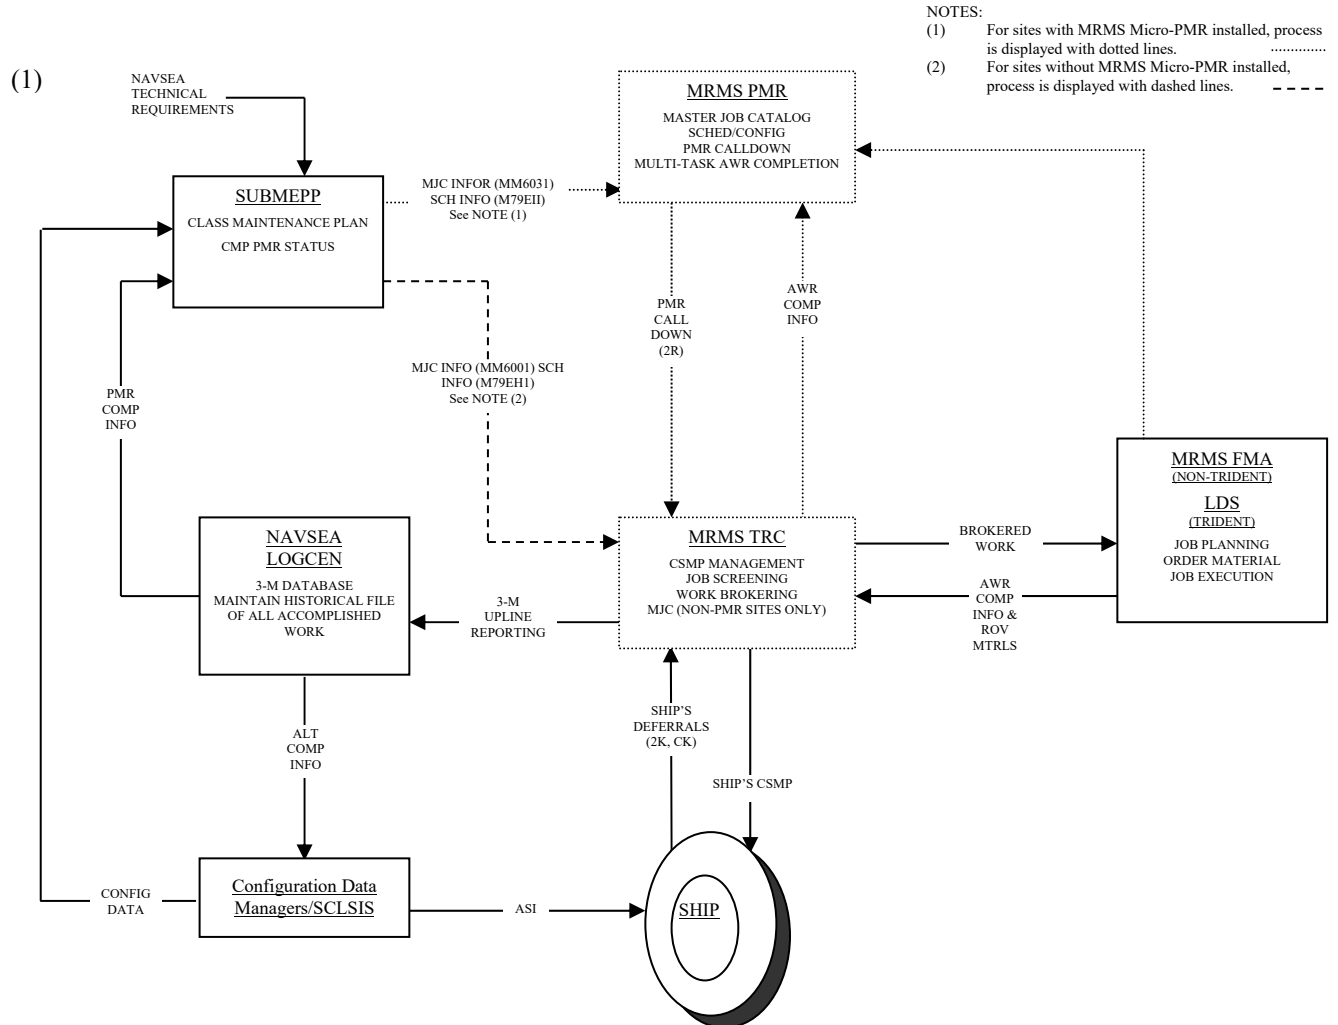 NOTES:
(1) For sites with MRMS Micro-PMR installed, process
is displayed with dotted lines.
(2) For sites without MRMS Micro-PMR installed,
process is displayed with dashed lines.
(1)
NAVSEA
TECHNICAL
REQUIREMENTS
MRMS PMR
MASTER JOB CATALOG
SCHED/CONFIG
PMR CALLDOWN
MULTI-TASK AWR COMPLETION
SUBMEPP
CLASS MAINTENANCE PLAN
CMP PMR STATUS
MJC INFOR (MM6031)
SCH INFO (M79EII)
See NOTE (1)
PMR
CALL
DOWN
(2R)
AWR
COMP
INFO
MJC INFO (MM6001) SCH
INFO (M79EH1)
See NOTE (2)
PMR
COMP
INFO
MRMS FMA
(NON-TRIDENT)
LDS
(TRIDENT)
JOB PLANNING
ORDER MATERIAL
JOB EXECUTION
NAVSEA
LOGCEN
3-M DATABASE
MAINTAIN HISTORICAL FILE
OF ALL ACCOMPLISHED
WORK
3-M
UPLINE
REPORTING
MRMS TRC
CSMP MANAGEMENT
JOB SCREENING
WORK BROKERING
MJC (NON-PMR SITES ONLY)
BROKERED
WORK
AWR
COMP
INFO &
ROV
MTRLS
ALT
COMP
INFO
SHIP'S
DEFERRALS
(2K, CK)
SHIP'S CSMP
CONFIG
DATA
Configuration Data
Managers/SCLSIS
ASI
SHIP